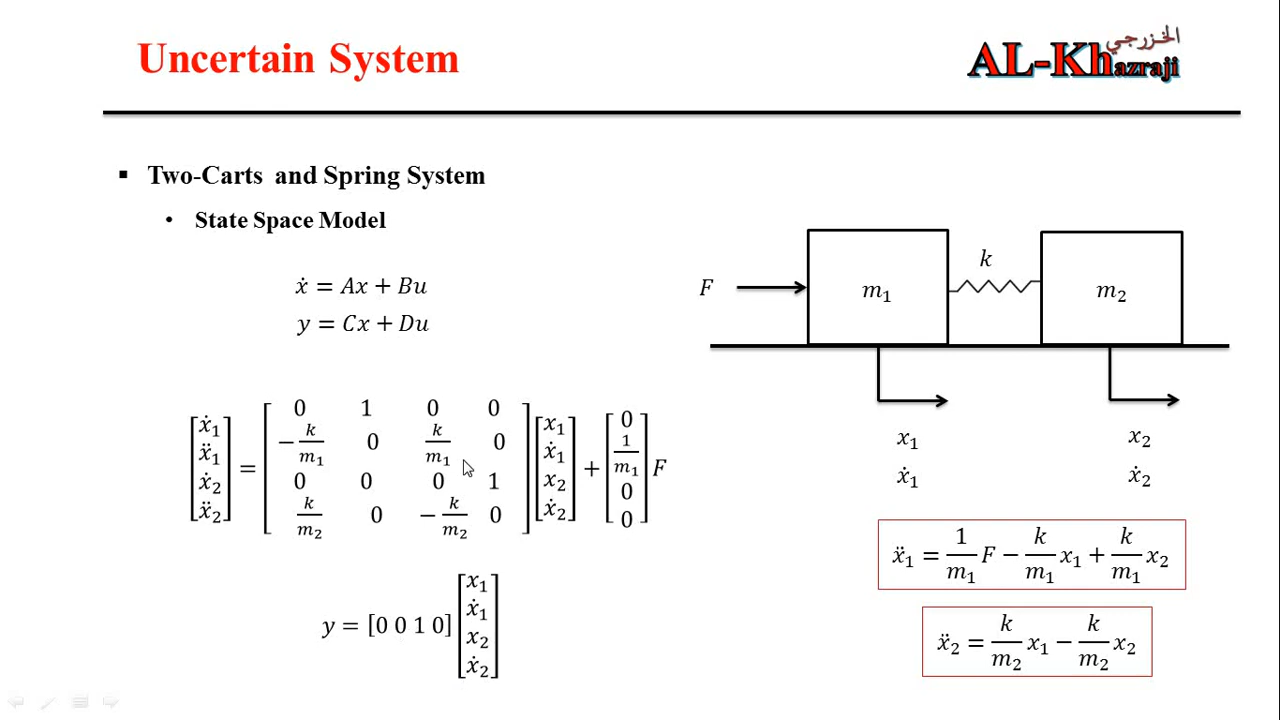 Uncertain System
الخزرجي
AL-Khazraji
▪ Two-Carts and Spring System
• State Space Model
ẋ = Ax + Bu
y = Cx + Du
F
m₁
k
m₂
x₁
ẋ₁
x₂
ẋ₂
[ẋ₁ ẍ₁ ẋ₂ ẍ₂] = [0 1 0 0
−k/m₁ 0 k/m₁ 0
0 0 0 1
k/m₂ 0 −k/m₂ 0] [x₁ ẋ₁ x₂ ẋ₂] + [0 1/m₁ 0 0] F
y = [0 0 1 0] [x₁ ẋ₁ x₂ ẋ₂]
ẍ₁ = 1/m₁ F − k/m₁ x₁ + k/m₁ x₂
ẍ₂ = k/m₂ x₁ − k/m₂ x₂